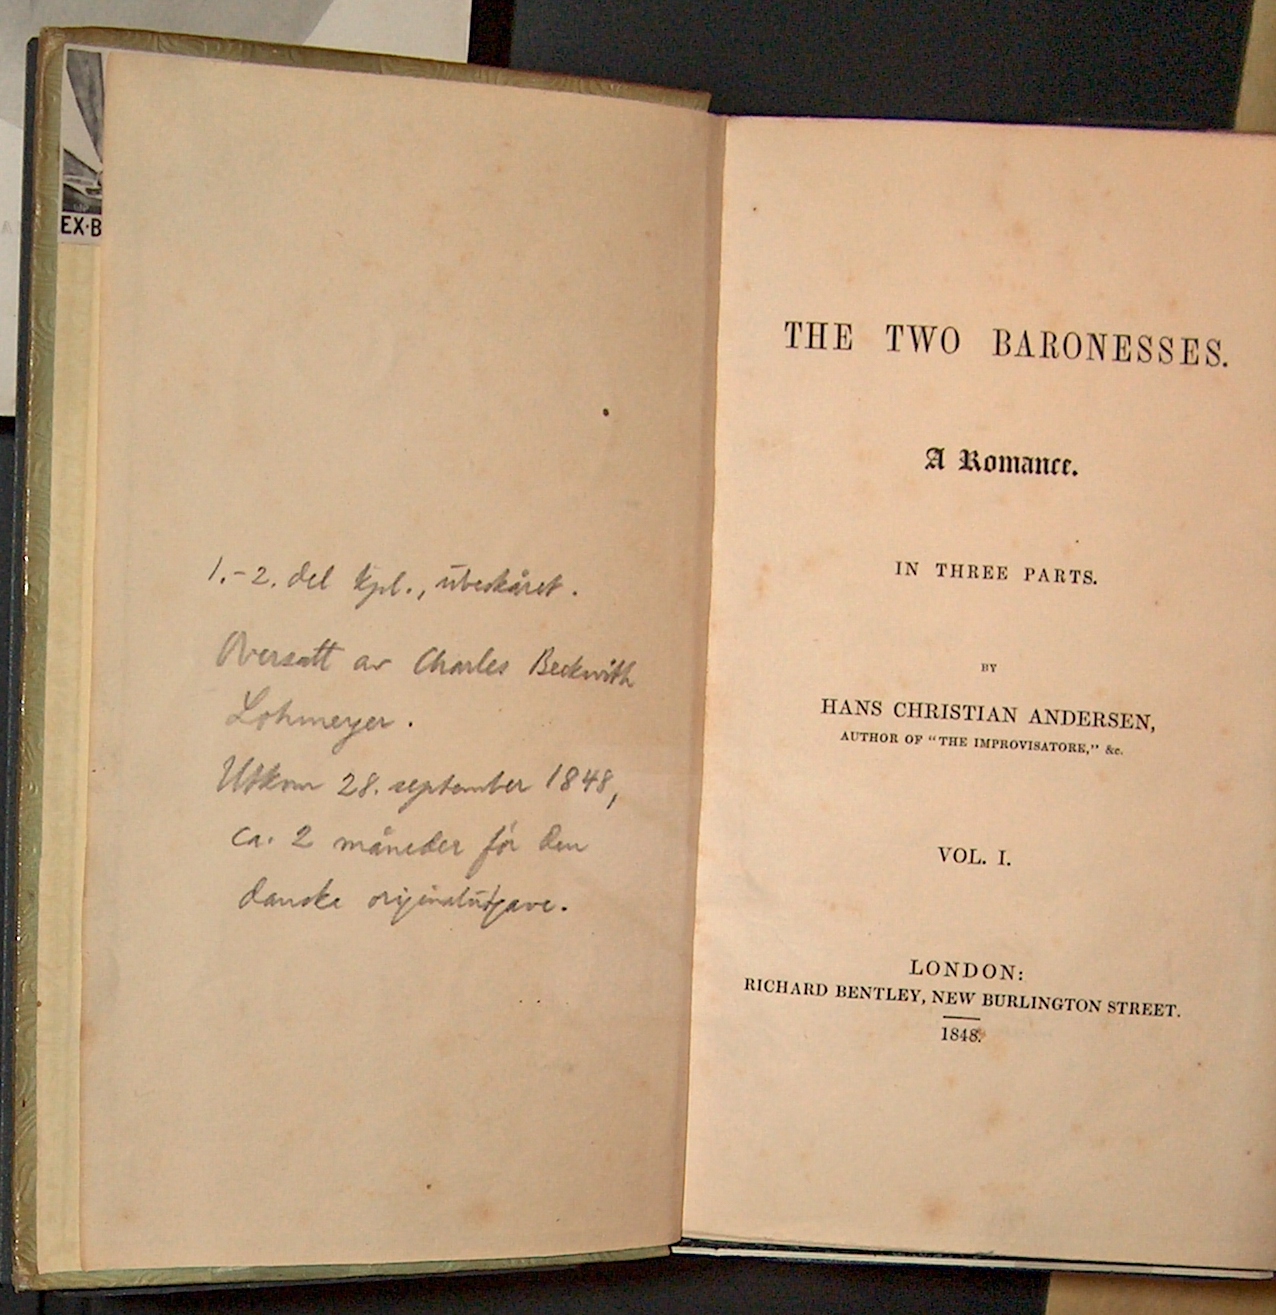 EX·B
1.-2. del kpl., ubeskåret.
Oversatt av Charles Beckwith
Lohmeyer.
Utkom 28. september 1848,
ca. 2 måneder før den
danske originalutgave.
THE TWO BARONESSES.
A Romance.
IN THREE PARTS.
BY
HANS CHRISTIAN ANDERSEN,
AUTHOR OF "THE IMPROVISATORE," &c.
VOL. I.
LONDON:
RICHARD BENTLEY, NEW BURLINGTON STREET.
1848.